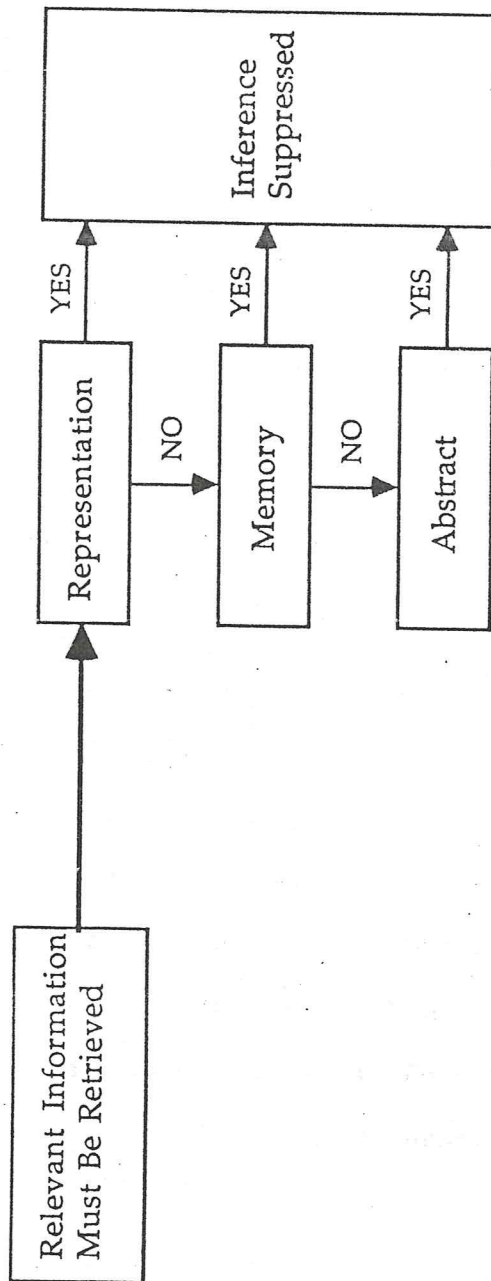 Relevant Information
Must Be Retrieved
Representation
YES
NO
Memory
YES
NO
Abstract
YES
Inference
Suppressed